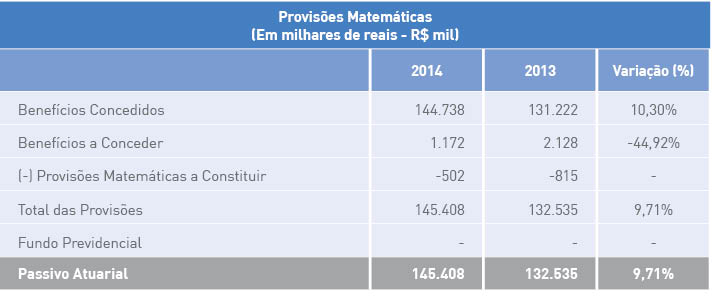 Provisões Matemáticas
(Em milhares de reais - R$ mil)
2014 2013 Variação (%)
Benefícios Concedidos 144.738 131.222 10,30%
Benefícios a Conceder 1.172 2.128 -44,92%
(-) Provisões Matemáticas a Constituir -502 -815 -
Total das Provisões 145.408 132.535 9,71%
Fundo Previdencial - - -
Passivo Atuarial 145.408 132.535 9,71%